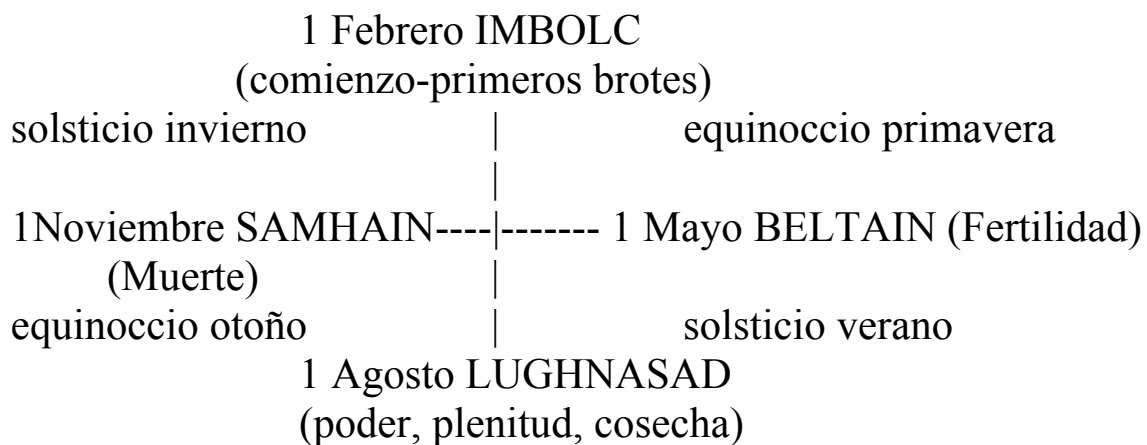 1 Febrero IMBOLC
(comienzo-primeros brotes)
solsticio invierno | equinoccio primavera
|
1Noviembre SAMHAIN----|------- 1 Mayo BELTAIN (Fertilidad)
(Muerte) |
equinoccio otoño | solsticio verano
1 Agosto LUGHNASAD
(poder, plenitud, cosecha)